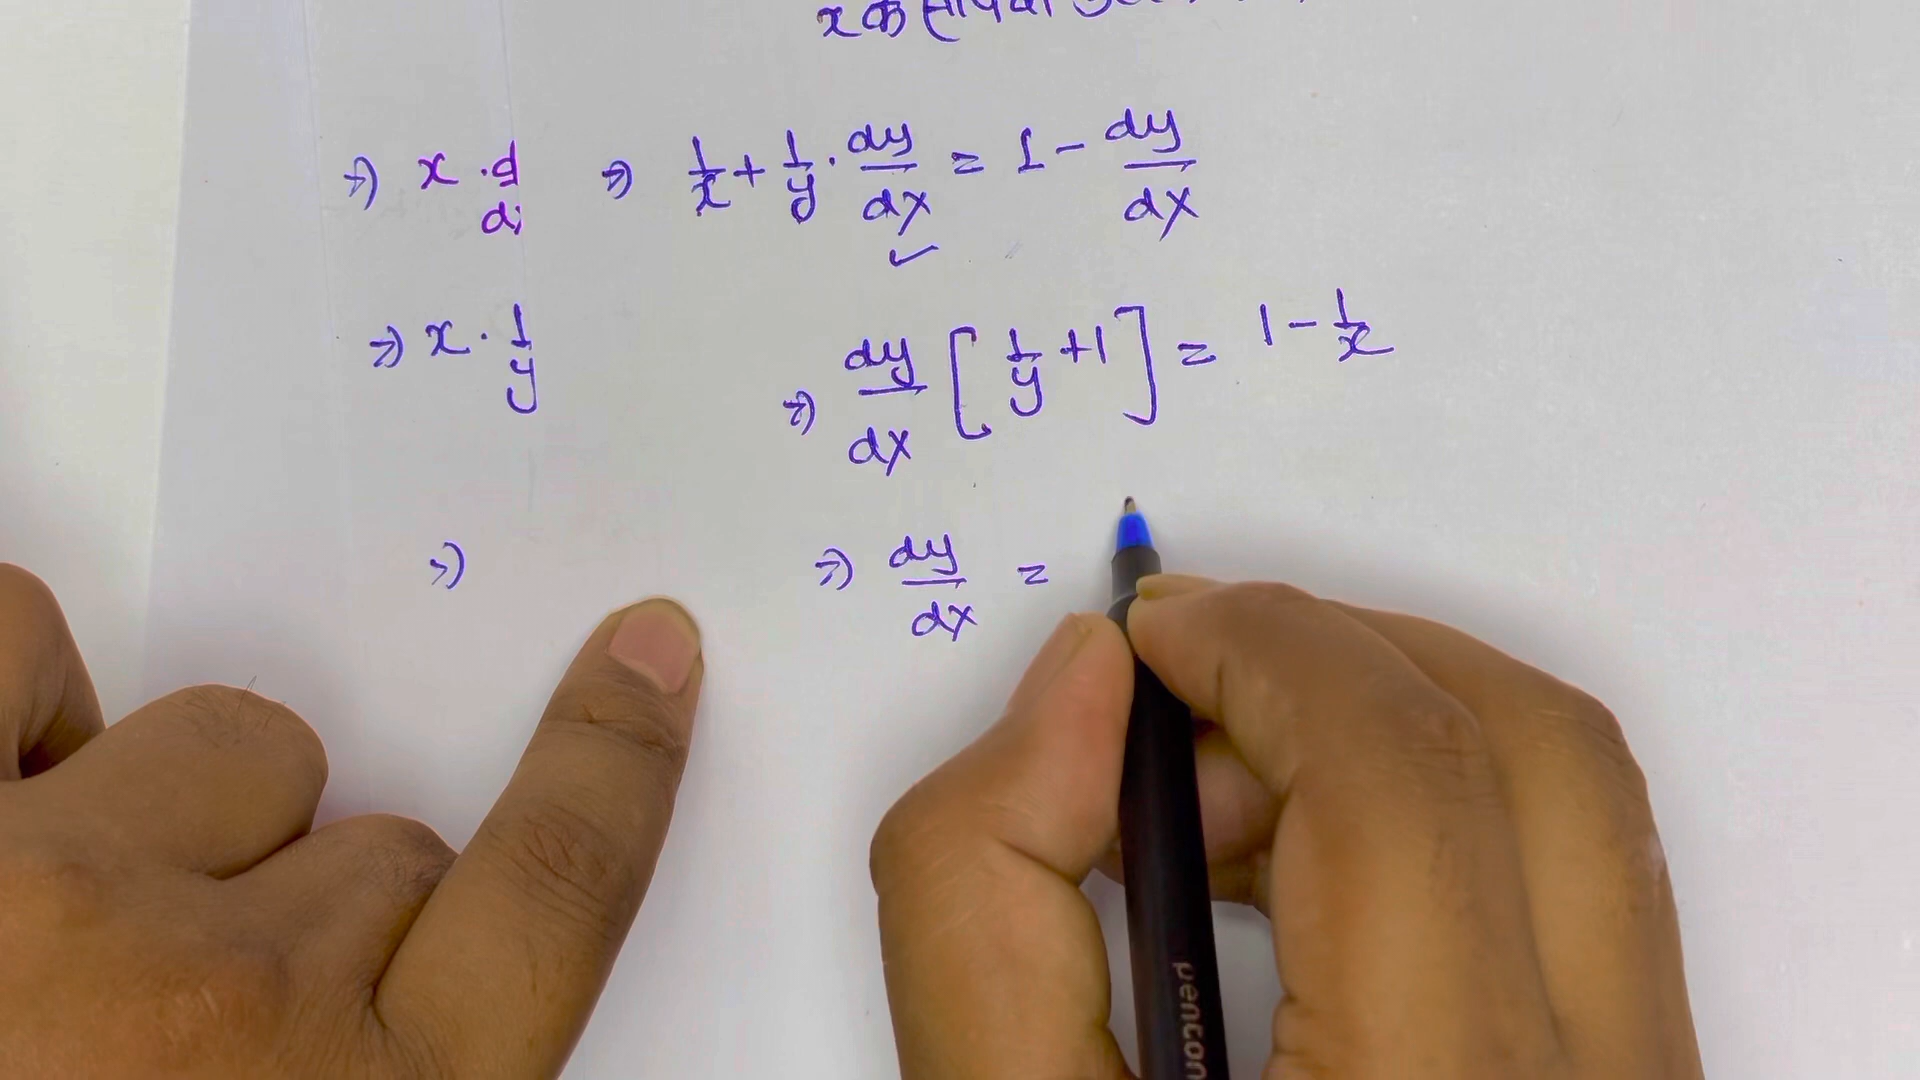 x के सापेक्ष
⇒) x · d/d ⇒) 1/x + 1/y · dy/dx = 1 - dy/dx
⇒) x · 1/y
⇒) dy/dx [1/y + 1] = 1 - 1/x
⇒) ⇒) dy/dx =
pencon